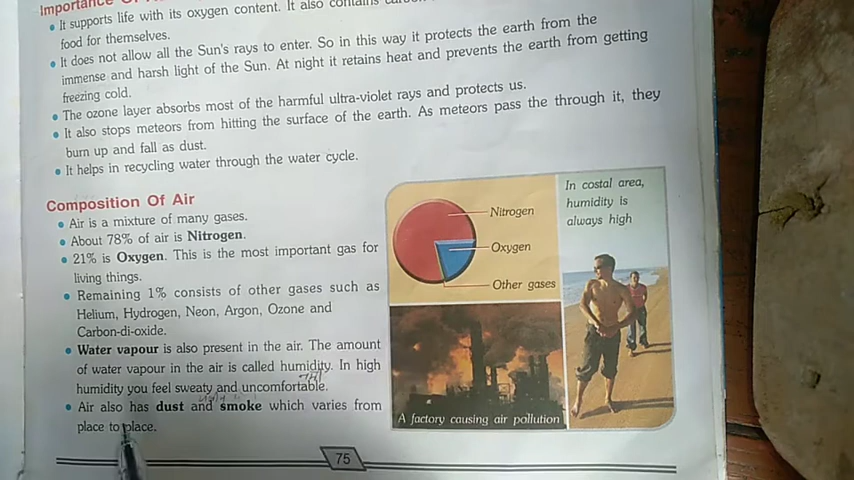 Importance Of
• It supports life with its oxygen content. It also contains
food for themselves.
• It does not allow all the Sun's rays to enter. So in this way it protects the earth from the
immense and harsh light of the Sun. At night it retains heat and prevents the earth from getting
freezing cold.
• The ozone layer absorbs most of the harmful ultra-violet rays and protects us.
• It also stops meteors from hitting the surface of the earth. As meteors pass the through it, they
burn up and fall as dust.
• It helps in recycling water through the water cycle.
Composition Of Air
• Air is a mixture of many gases.
• About 78% of air is Nitrogen.
• 21% is Oxygen. This is the most important gas for
living things.
• Remaining 1% consists of other gases such as
Helium, Hydrogen, Neon, Argon, Ozone and
Carbon-di-oxide.
• Water vapour is also present in the air. The amount
of water vapour in the air is called humidity. In high
humidity you feel sweaty and uncomfortable.
• Air also has dust and smoke which varies from
place to place.
Nitrogen
Oxygen
Other gases
In costal area,
humidity is
always high
A factory causing air pollution
75